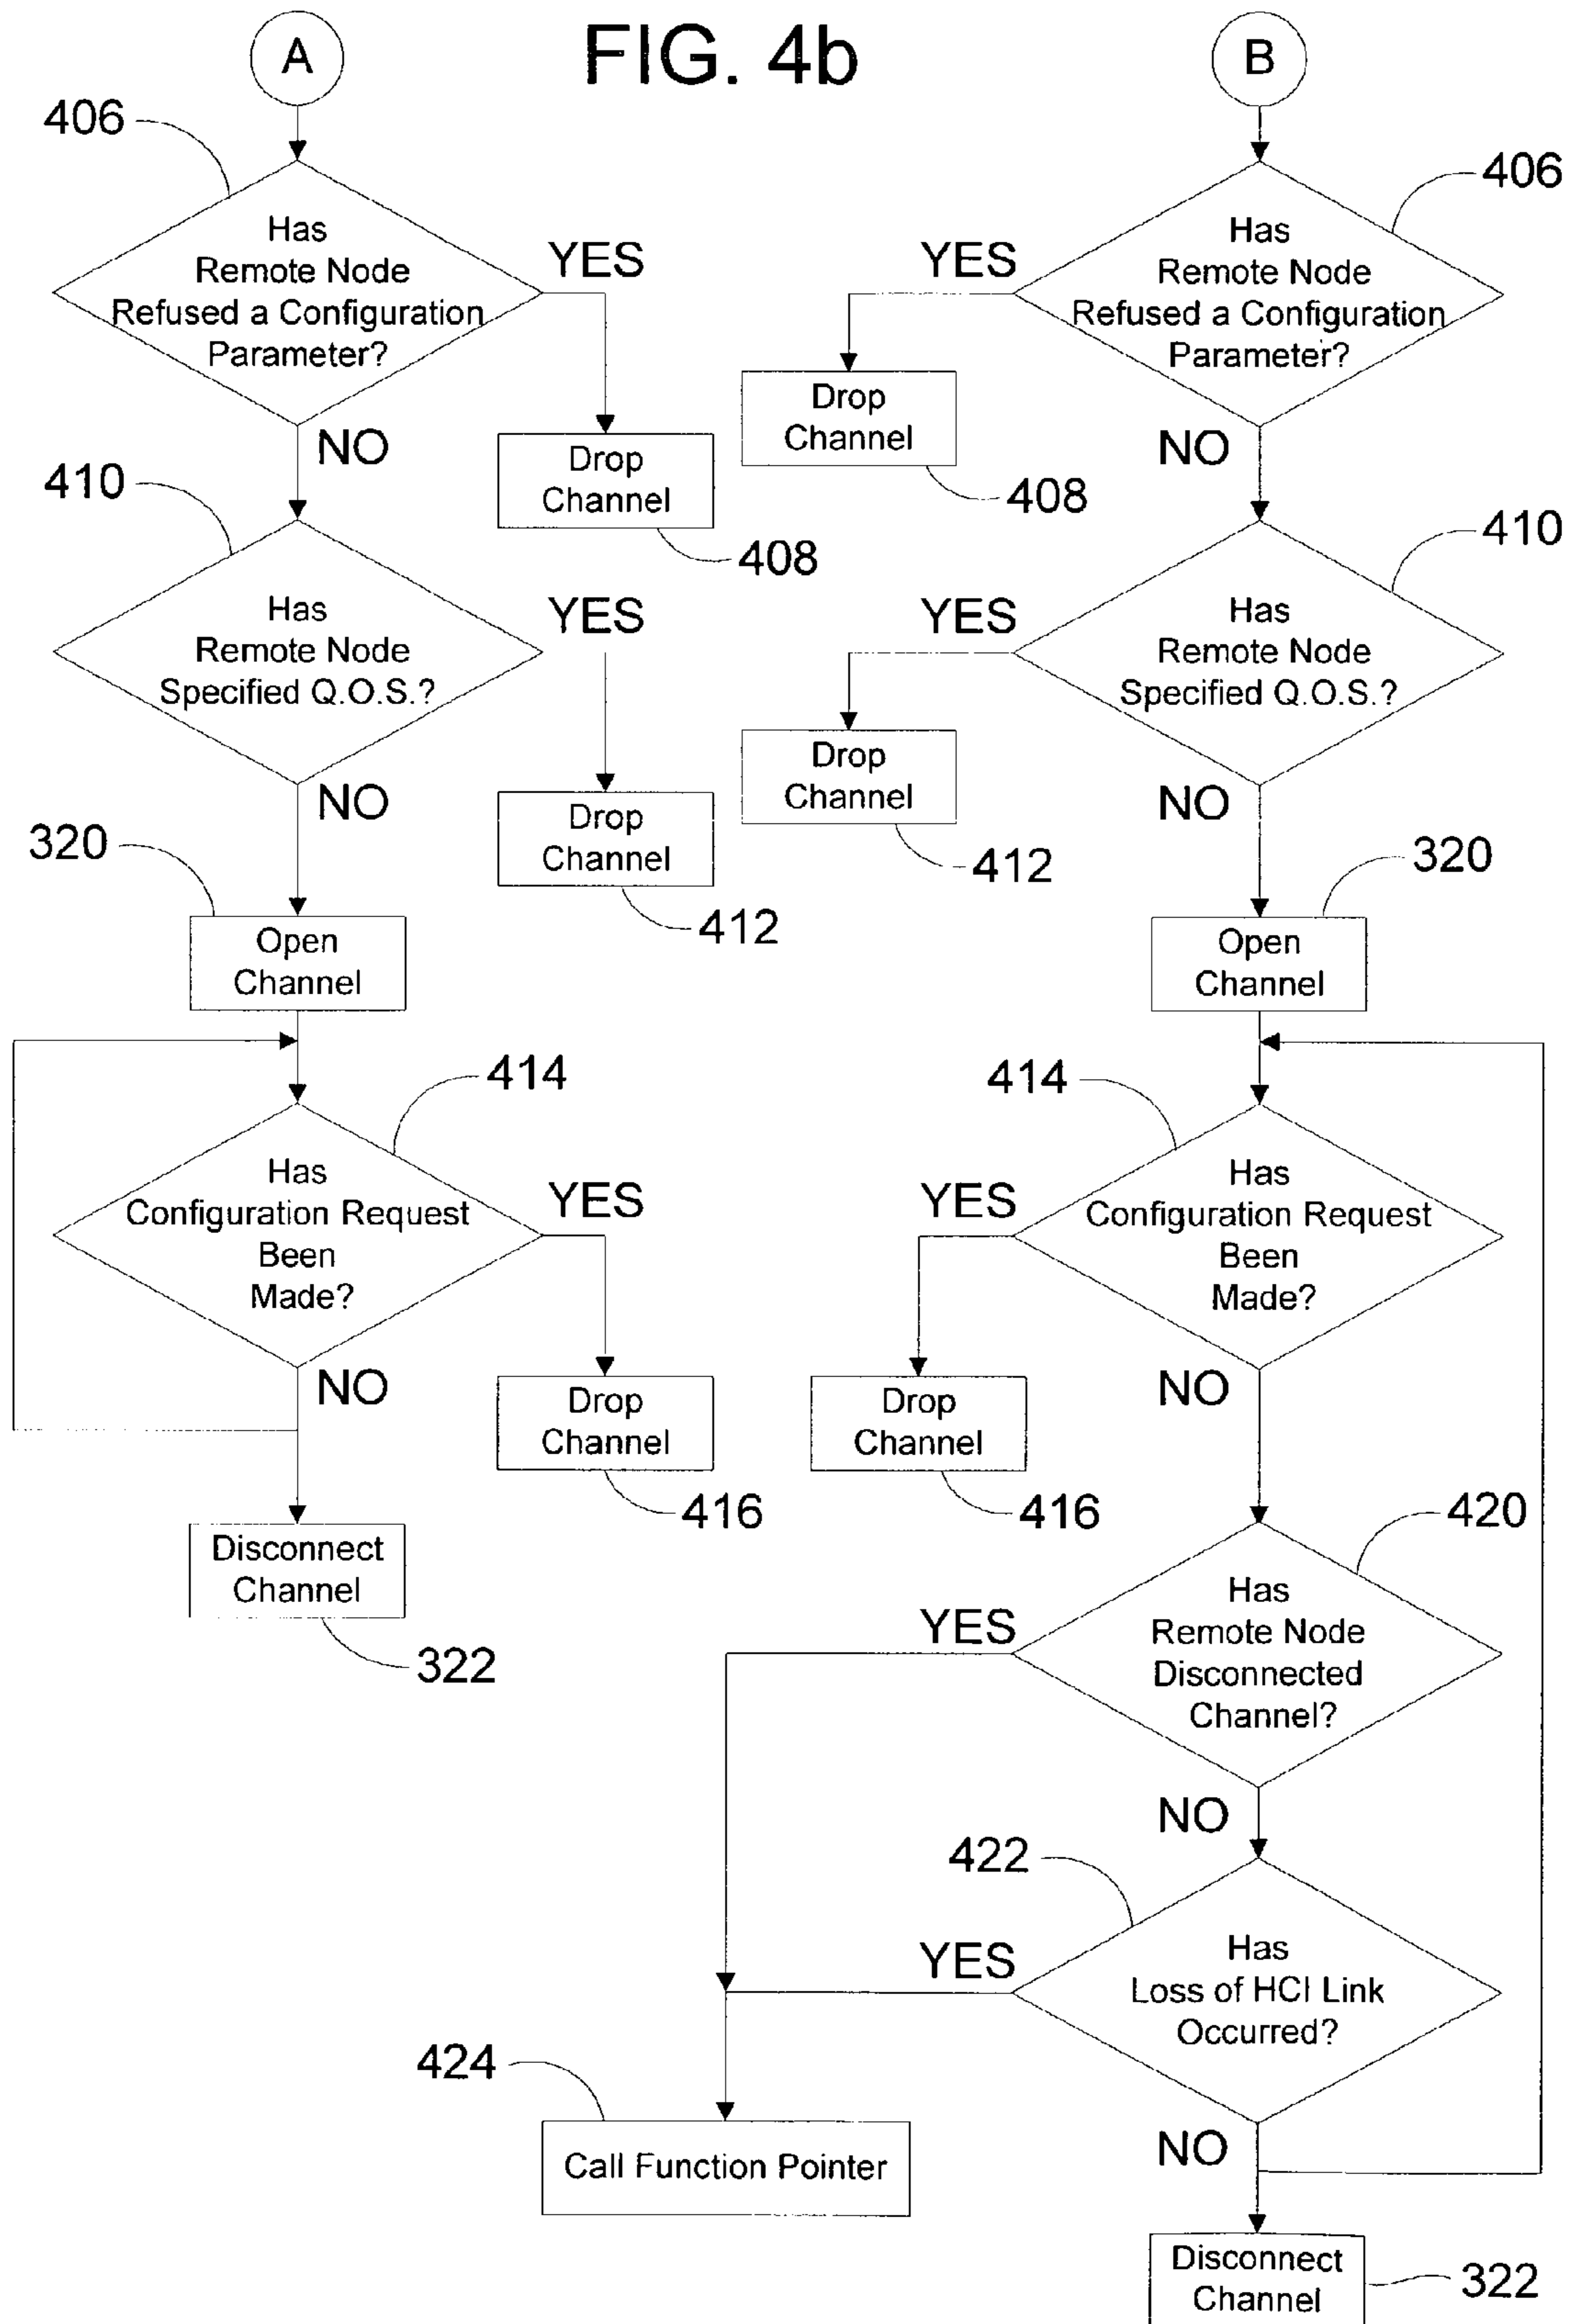 FIG. 4b
A
406
Has
Remote Node
Refused a Configuration
Parameter?
YES
NO
Drop
Channel
408
410
Has
Remote Node
Specified Q.O.S.?
YES
NO
Drop
Channel
412
320
Open
Channel
414
Has
Configuration Request
Been
Made?
YES
NO
Drop
Channel
416
Disconnect
Channel
322
B
406
Has
Remote Node
Refused a Configuration
Parameter?
YES
NO
Drop
Channel
408
410
Has
Remote Node
Specified Q.O.S.?
YES
NO
Drop
Channel
412
320
Open
Channel
414
Has
Configuration Request
Been
Made?
YES
NO
Drop
Channel
416
420
Has
Remote Node
Disconnected
Channel?
YES
NO
422
Has
Loss of HCI Link
Occurred?
YES
NO
424
Call Function Pointer
Disconnect
Channel
322